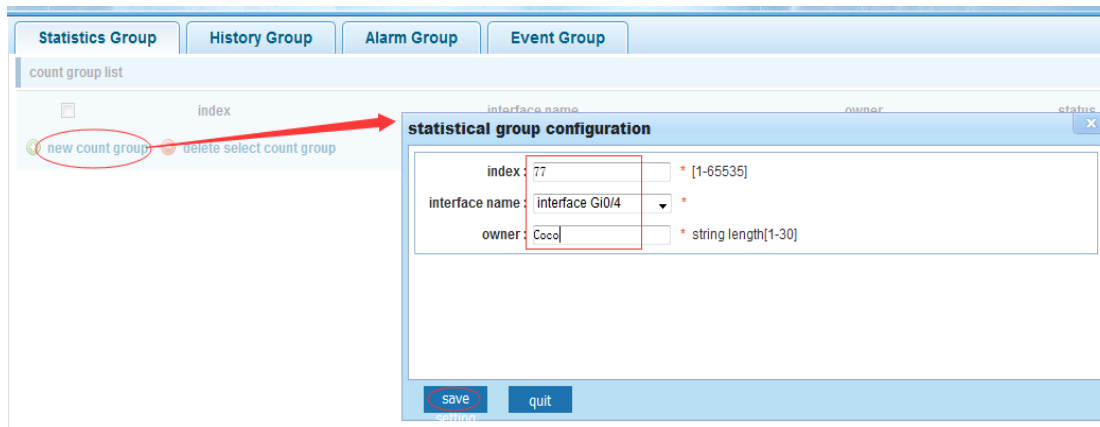 Statistics Group History Group Alarm Group Event Group
count group list
index interface name owner status
new count group delete select count group
statistical group configuration
index : 77 * [1-65535]
interface name : interface Gi0/4 *
owner : Coco * string length[1-30]
save quit
setting